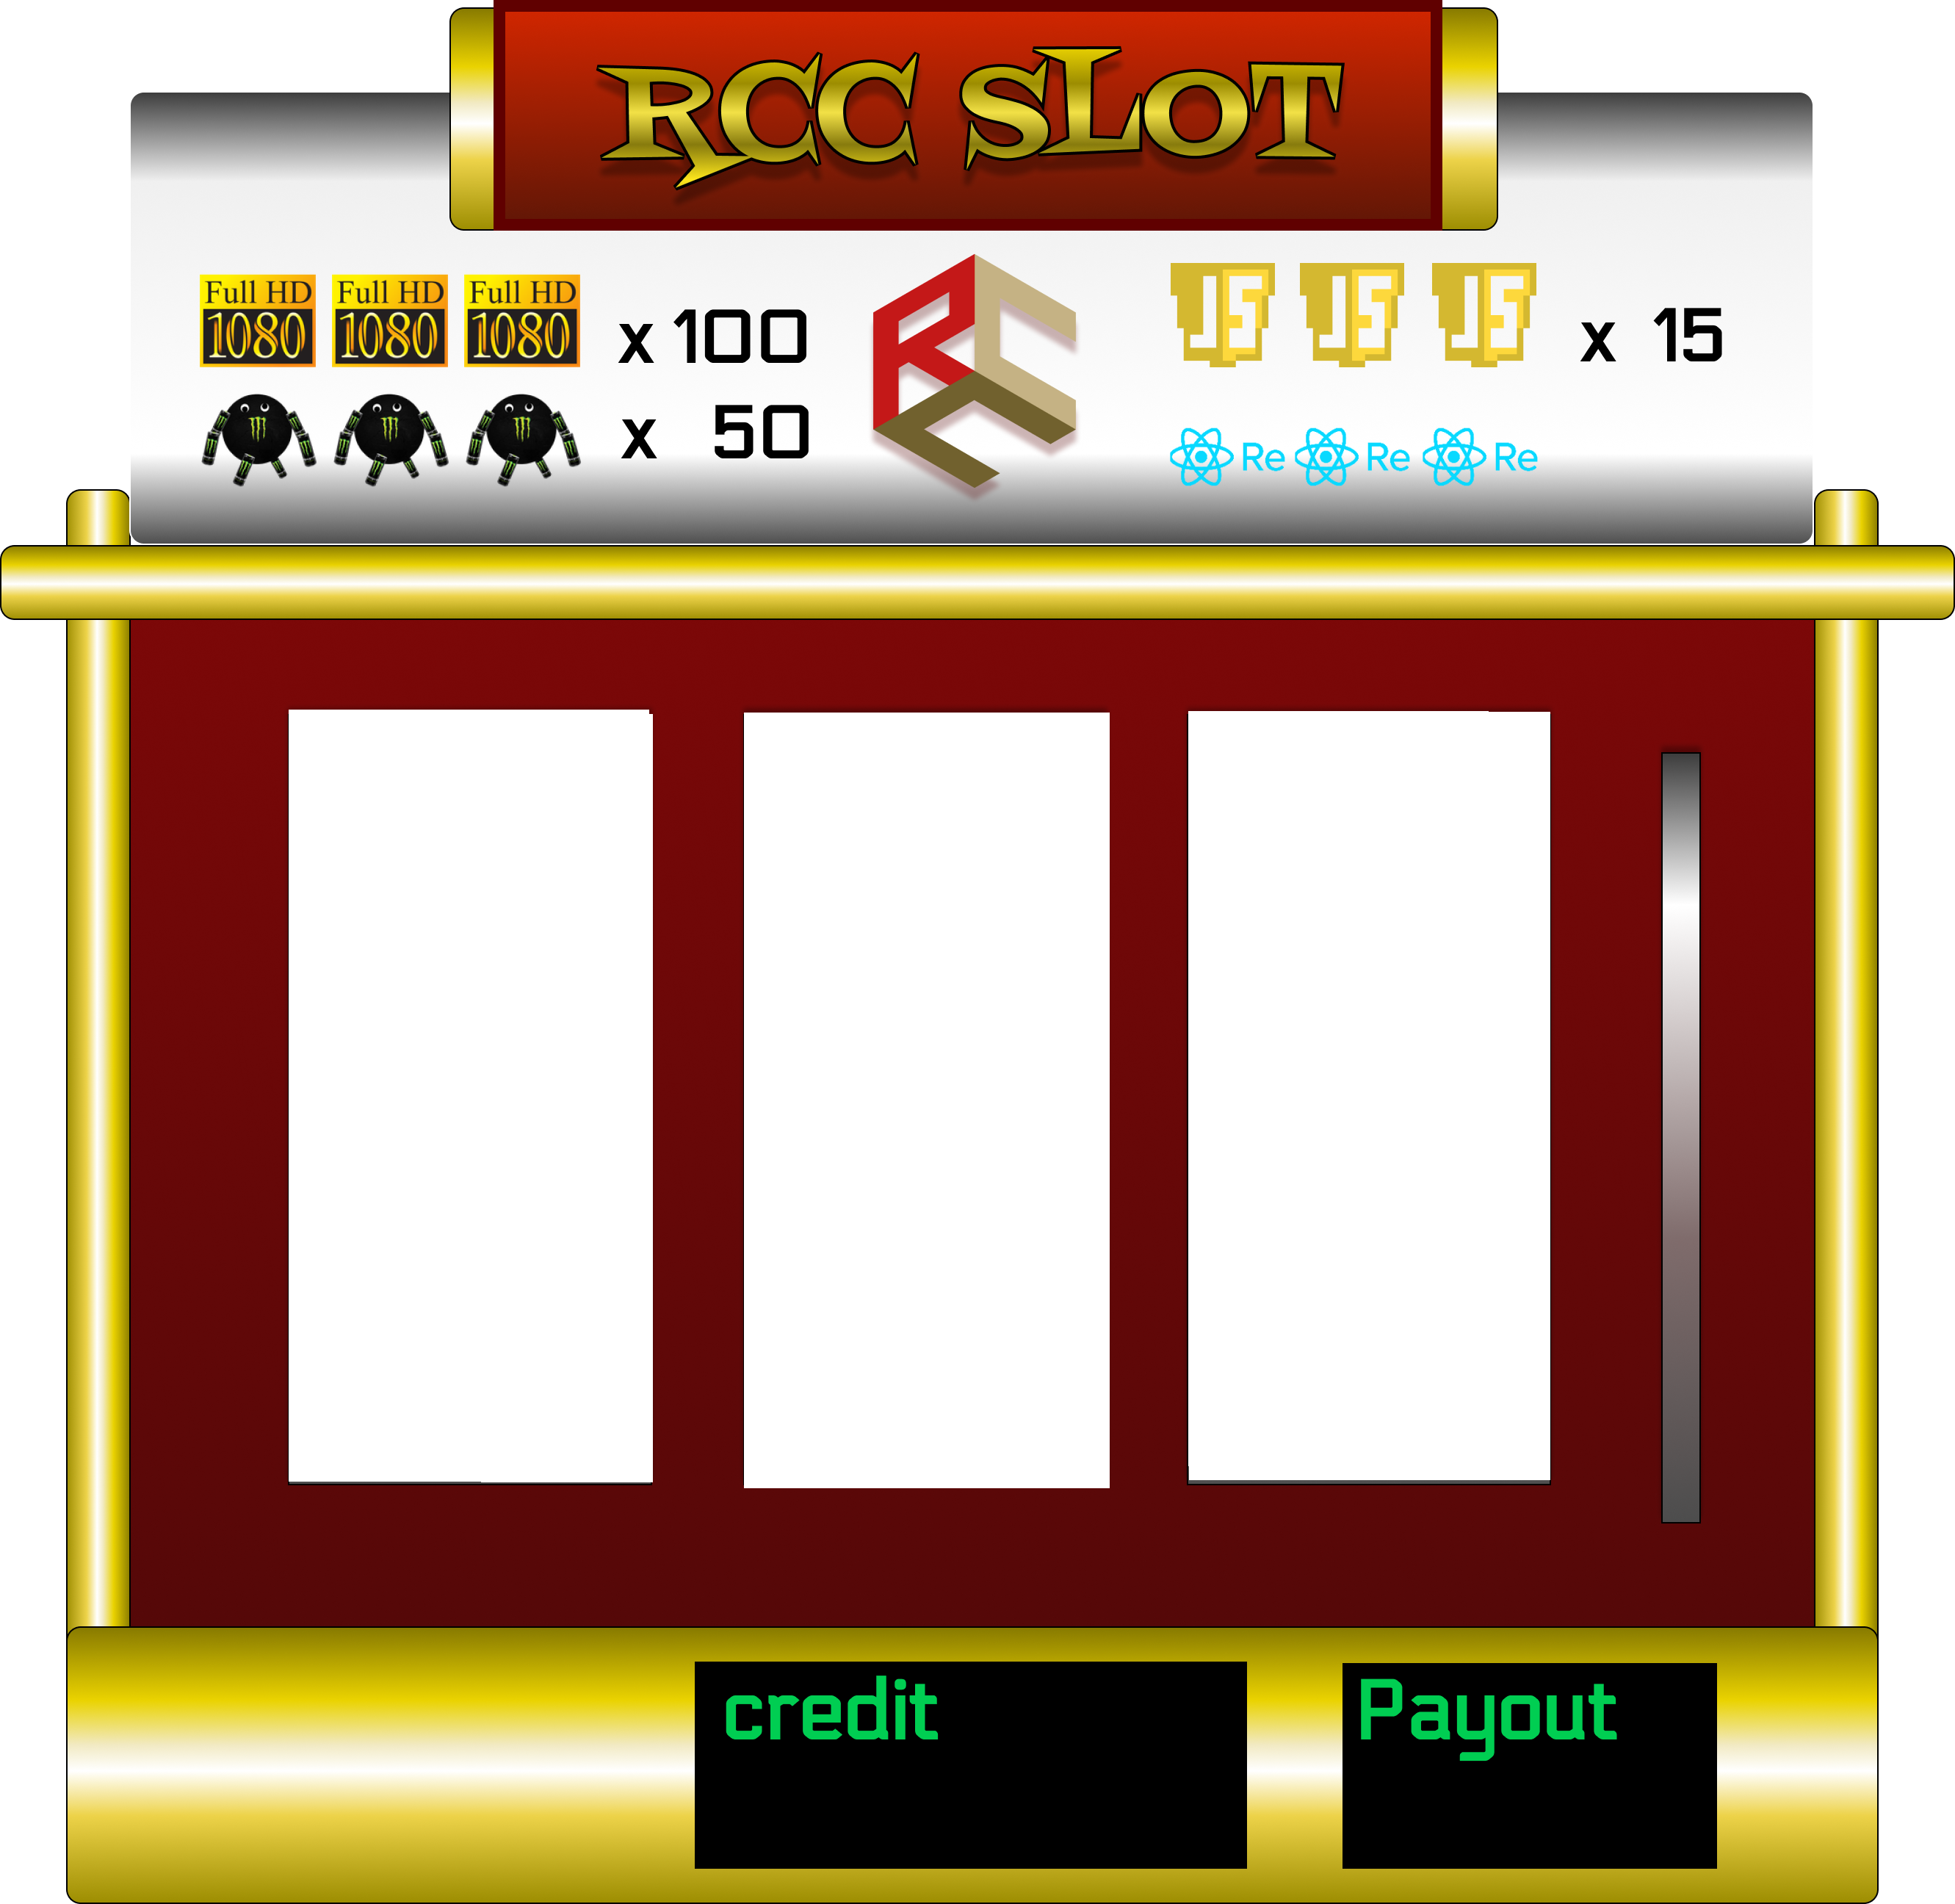 RCC SLOT
Full HD Full HD Full HD
1080 1080 1080
x 100
x 50
JS JS JS
x 15
Re Re Re
credit
Payout